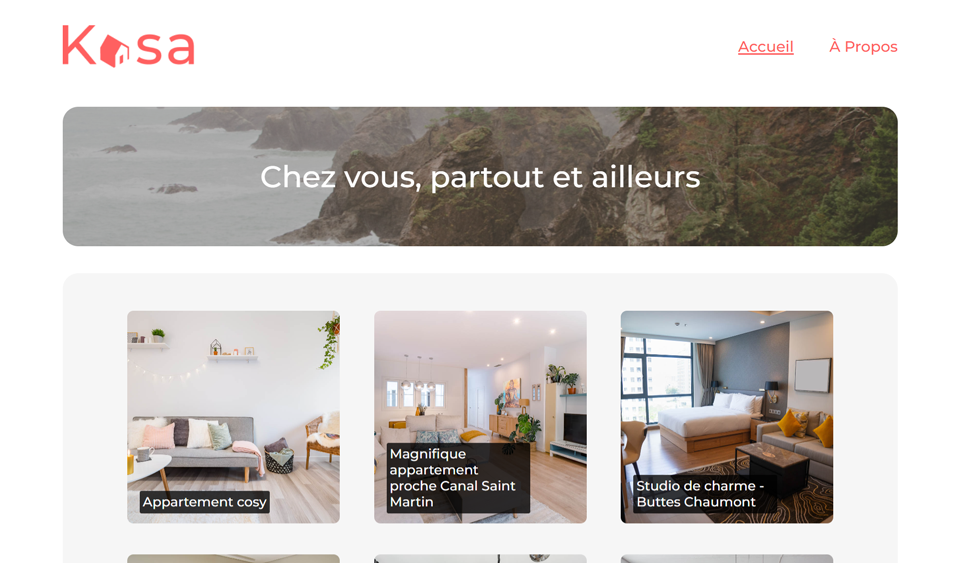 Kasa
Accueil
À Propos
Chez vous, partout et ailleurs
Appartement cosy
Magnifique
appartement
proche Canal Saint
Martin
Studio de charme -
Buttes Chaumont